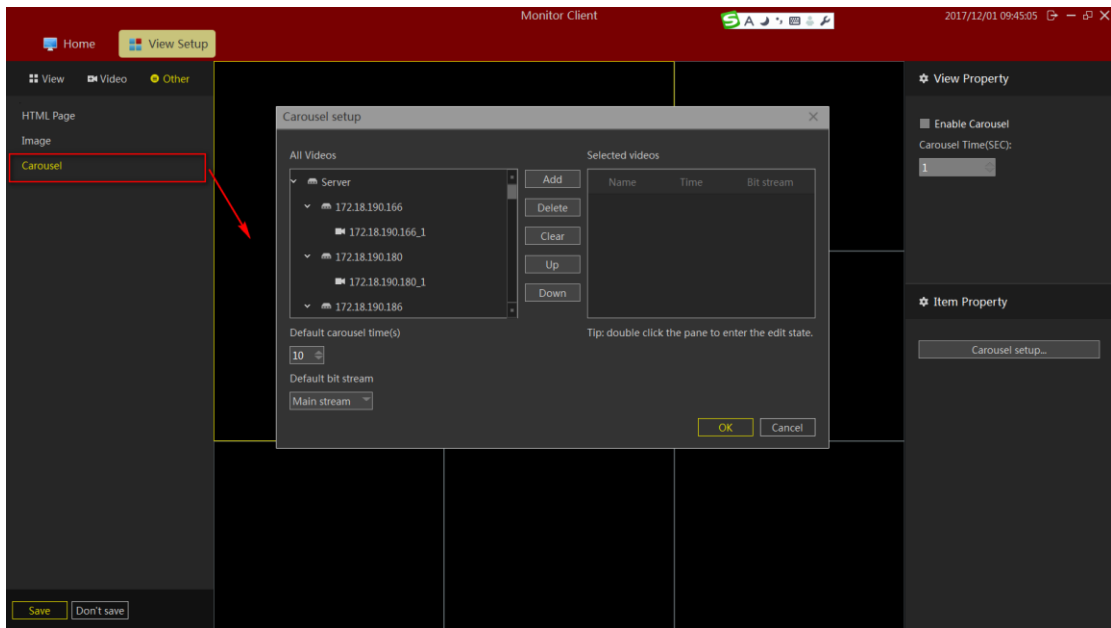 Monitor Client
2017/12/01 09:45:05
Home
View Setup
View
Video
Other
HTML Page
Image
Carousel
Carousel setup
All Videos
Server
172.18.190.166
172.18.190.166_1
172.18.190.180
172.18.190.180_1
172.18.190.186
Add
Delete
Clear
Up
Down
Selected videos
Name Time Bit stream
Default carousel time(s)
10
Tip: double click the pane to enter the edit state.
Default bit stream
Main stream
OK
Cancel
View Property
Enable Carousel
Carousel Time(SEC):
1
Item Property
Carousel setup...
Save
Don't save